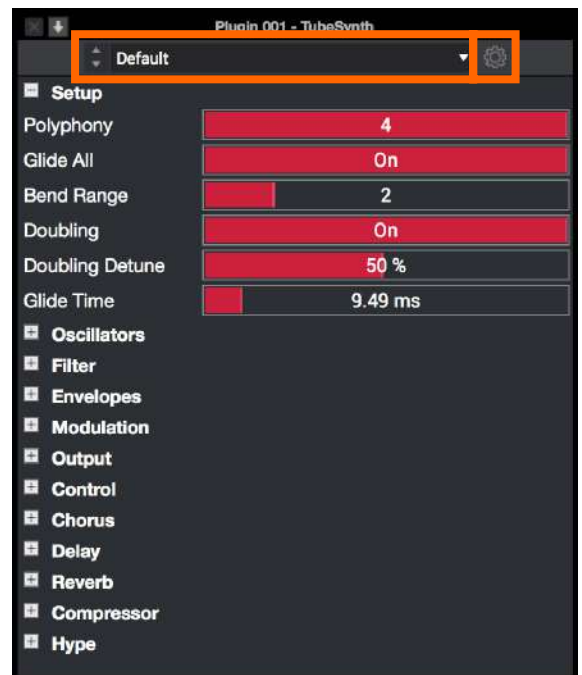 Plugin 001 - TubeSynth
Default
Setup
Polyphony 4
Glide All On
Bend Range 2
Doubling On
Doubling Detune 50 %
Glide Time 9.49 ms
Oscillators
Filter
Envelopes
Modulation
Output
Control
Chorus
Delay
Reverb
Compressor
Hype